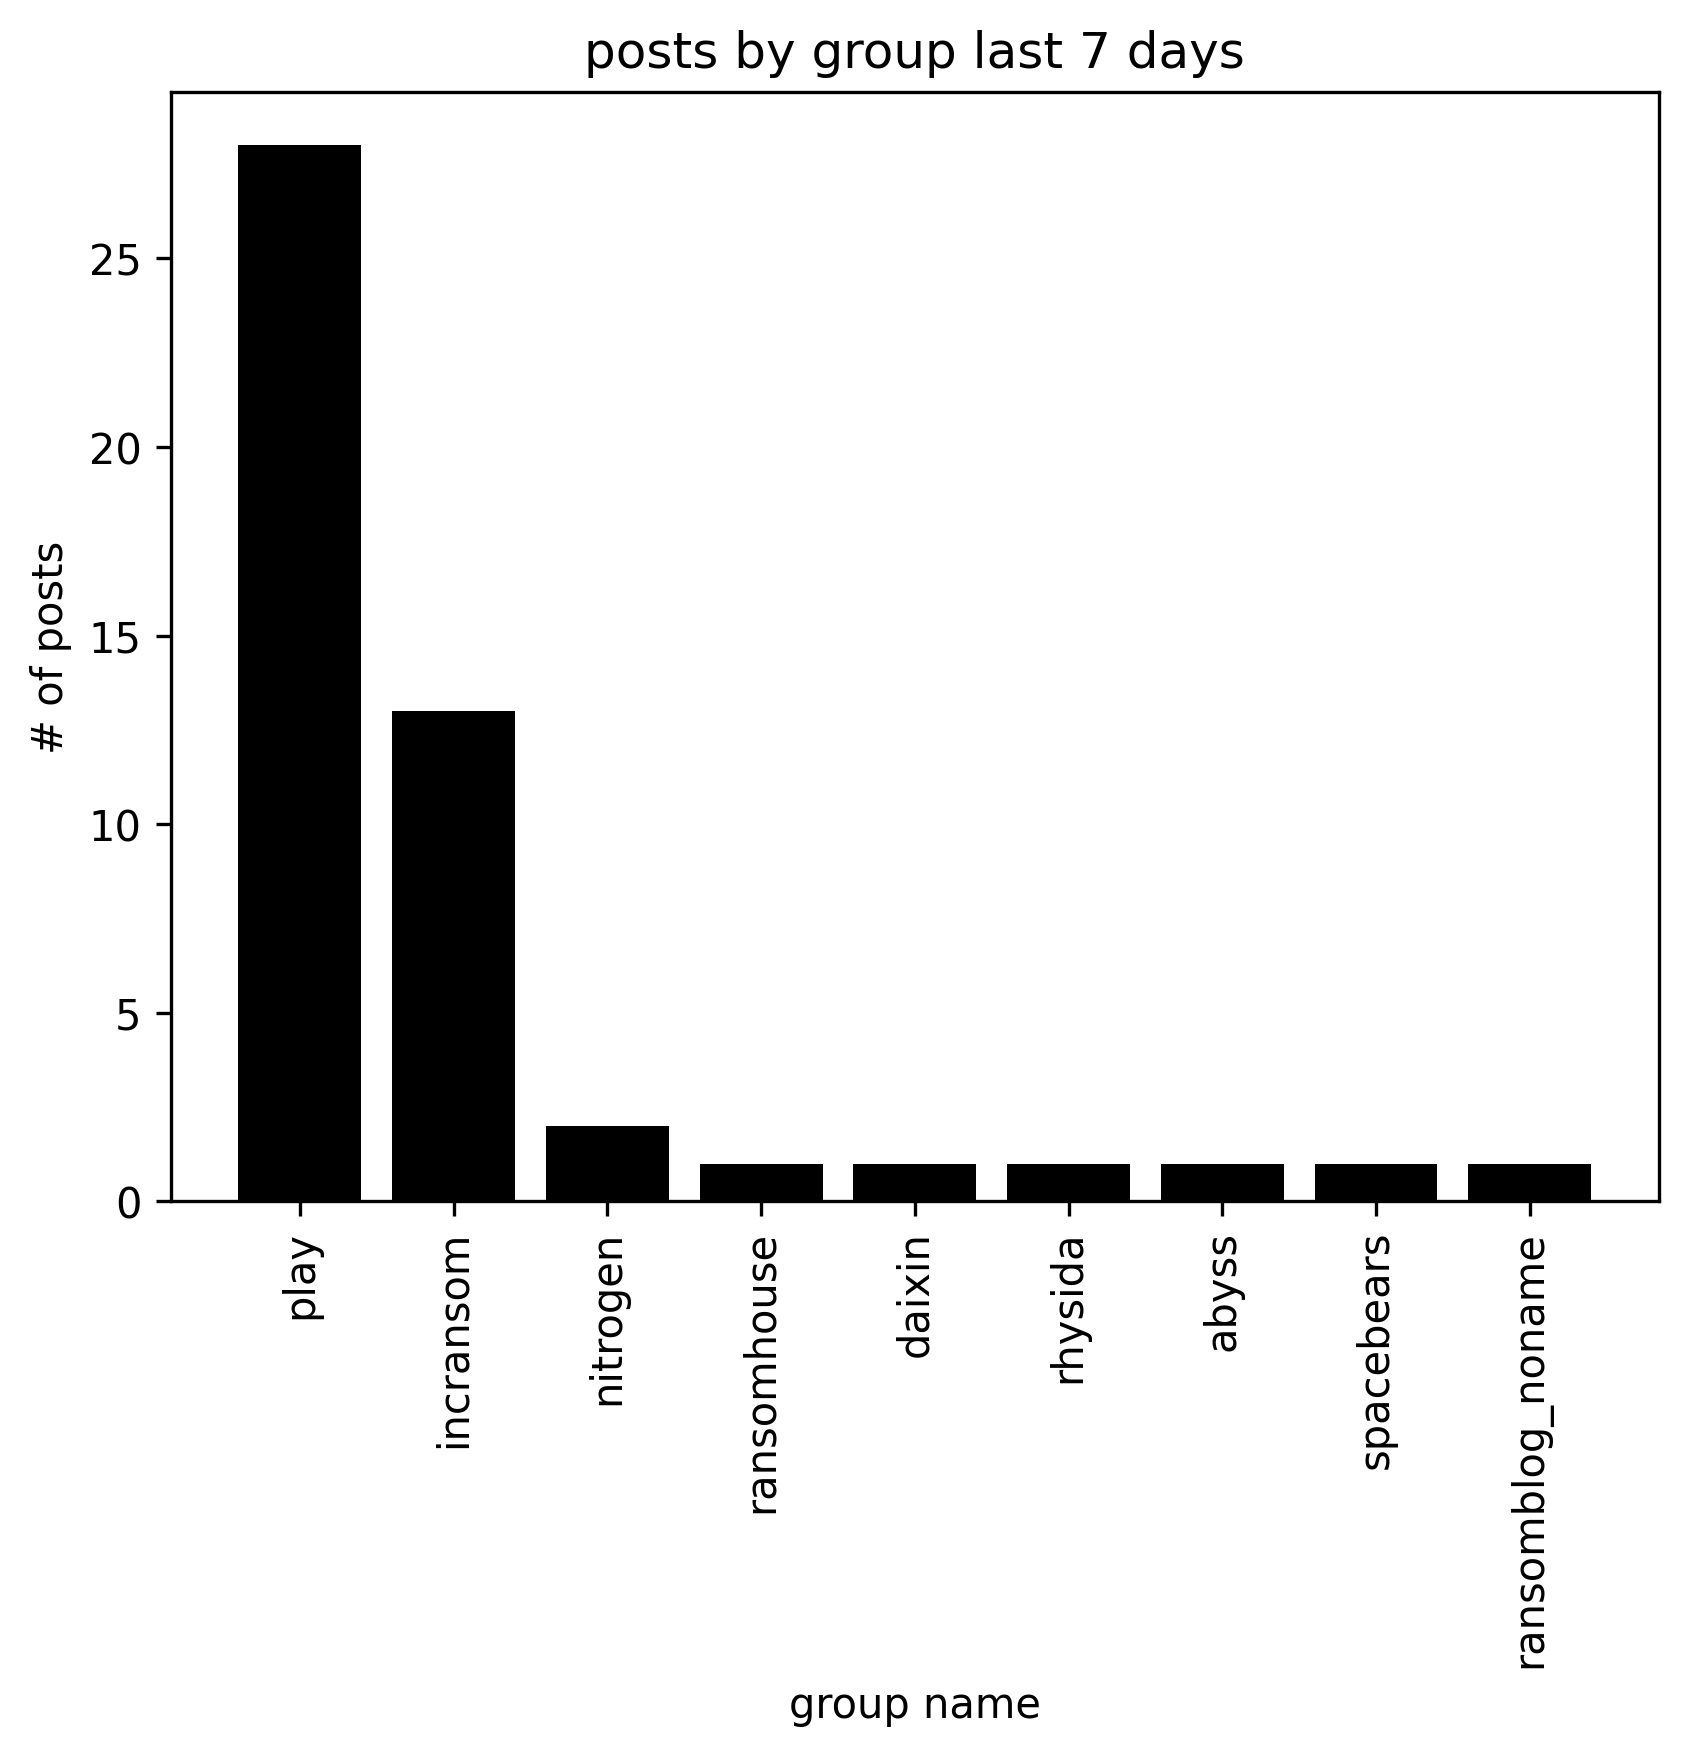 posts by group last 7 days
# of posts
25
20
15
10
5
0
play
incransom
nitrogen
ransomhouse
daixin
rhysida
abyss
spacebears
ransomblog_noname
group name